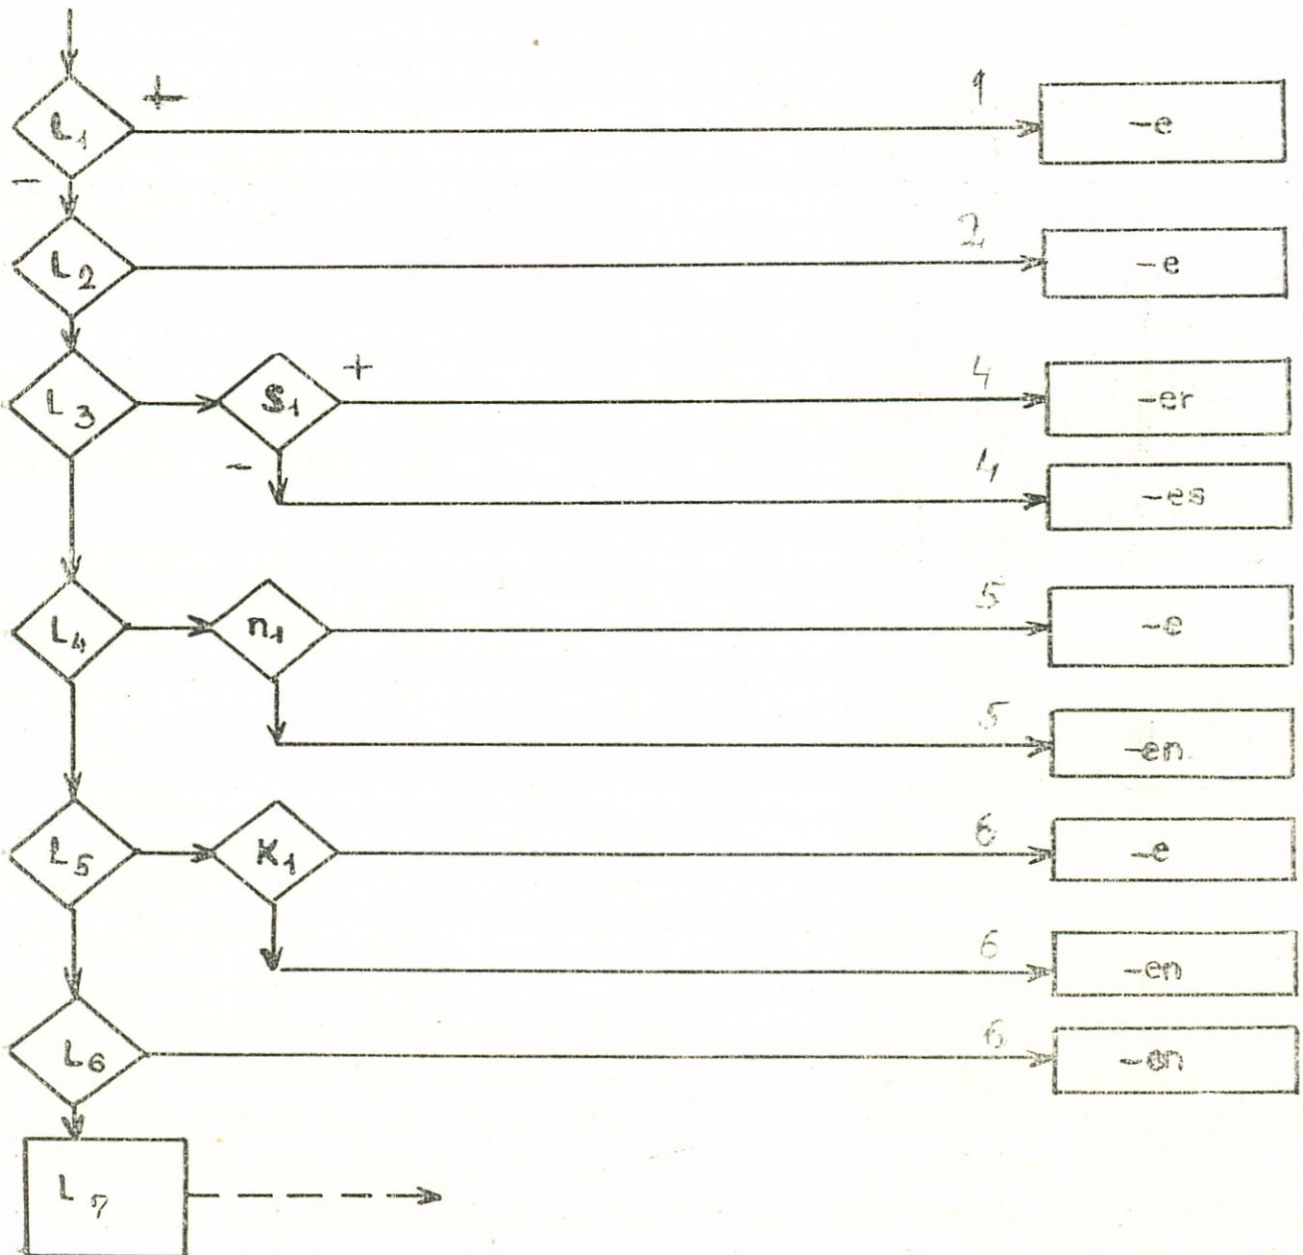 + 1
L₁ -e
-
2
L₂ -e
+ 4
L₃ S₁ -er
- 4
-es
5
L₄ n₁ -e
5
-en
6
L₅ K₁ -e
6
-en
6
L₆ -en
L₇